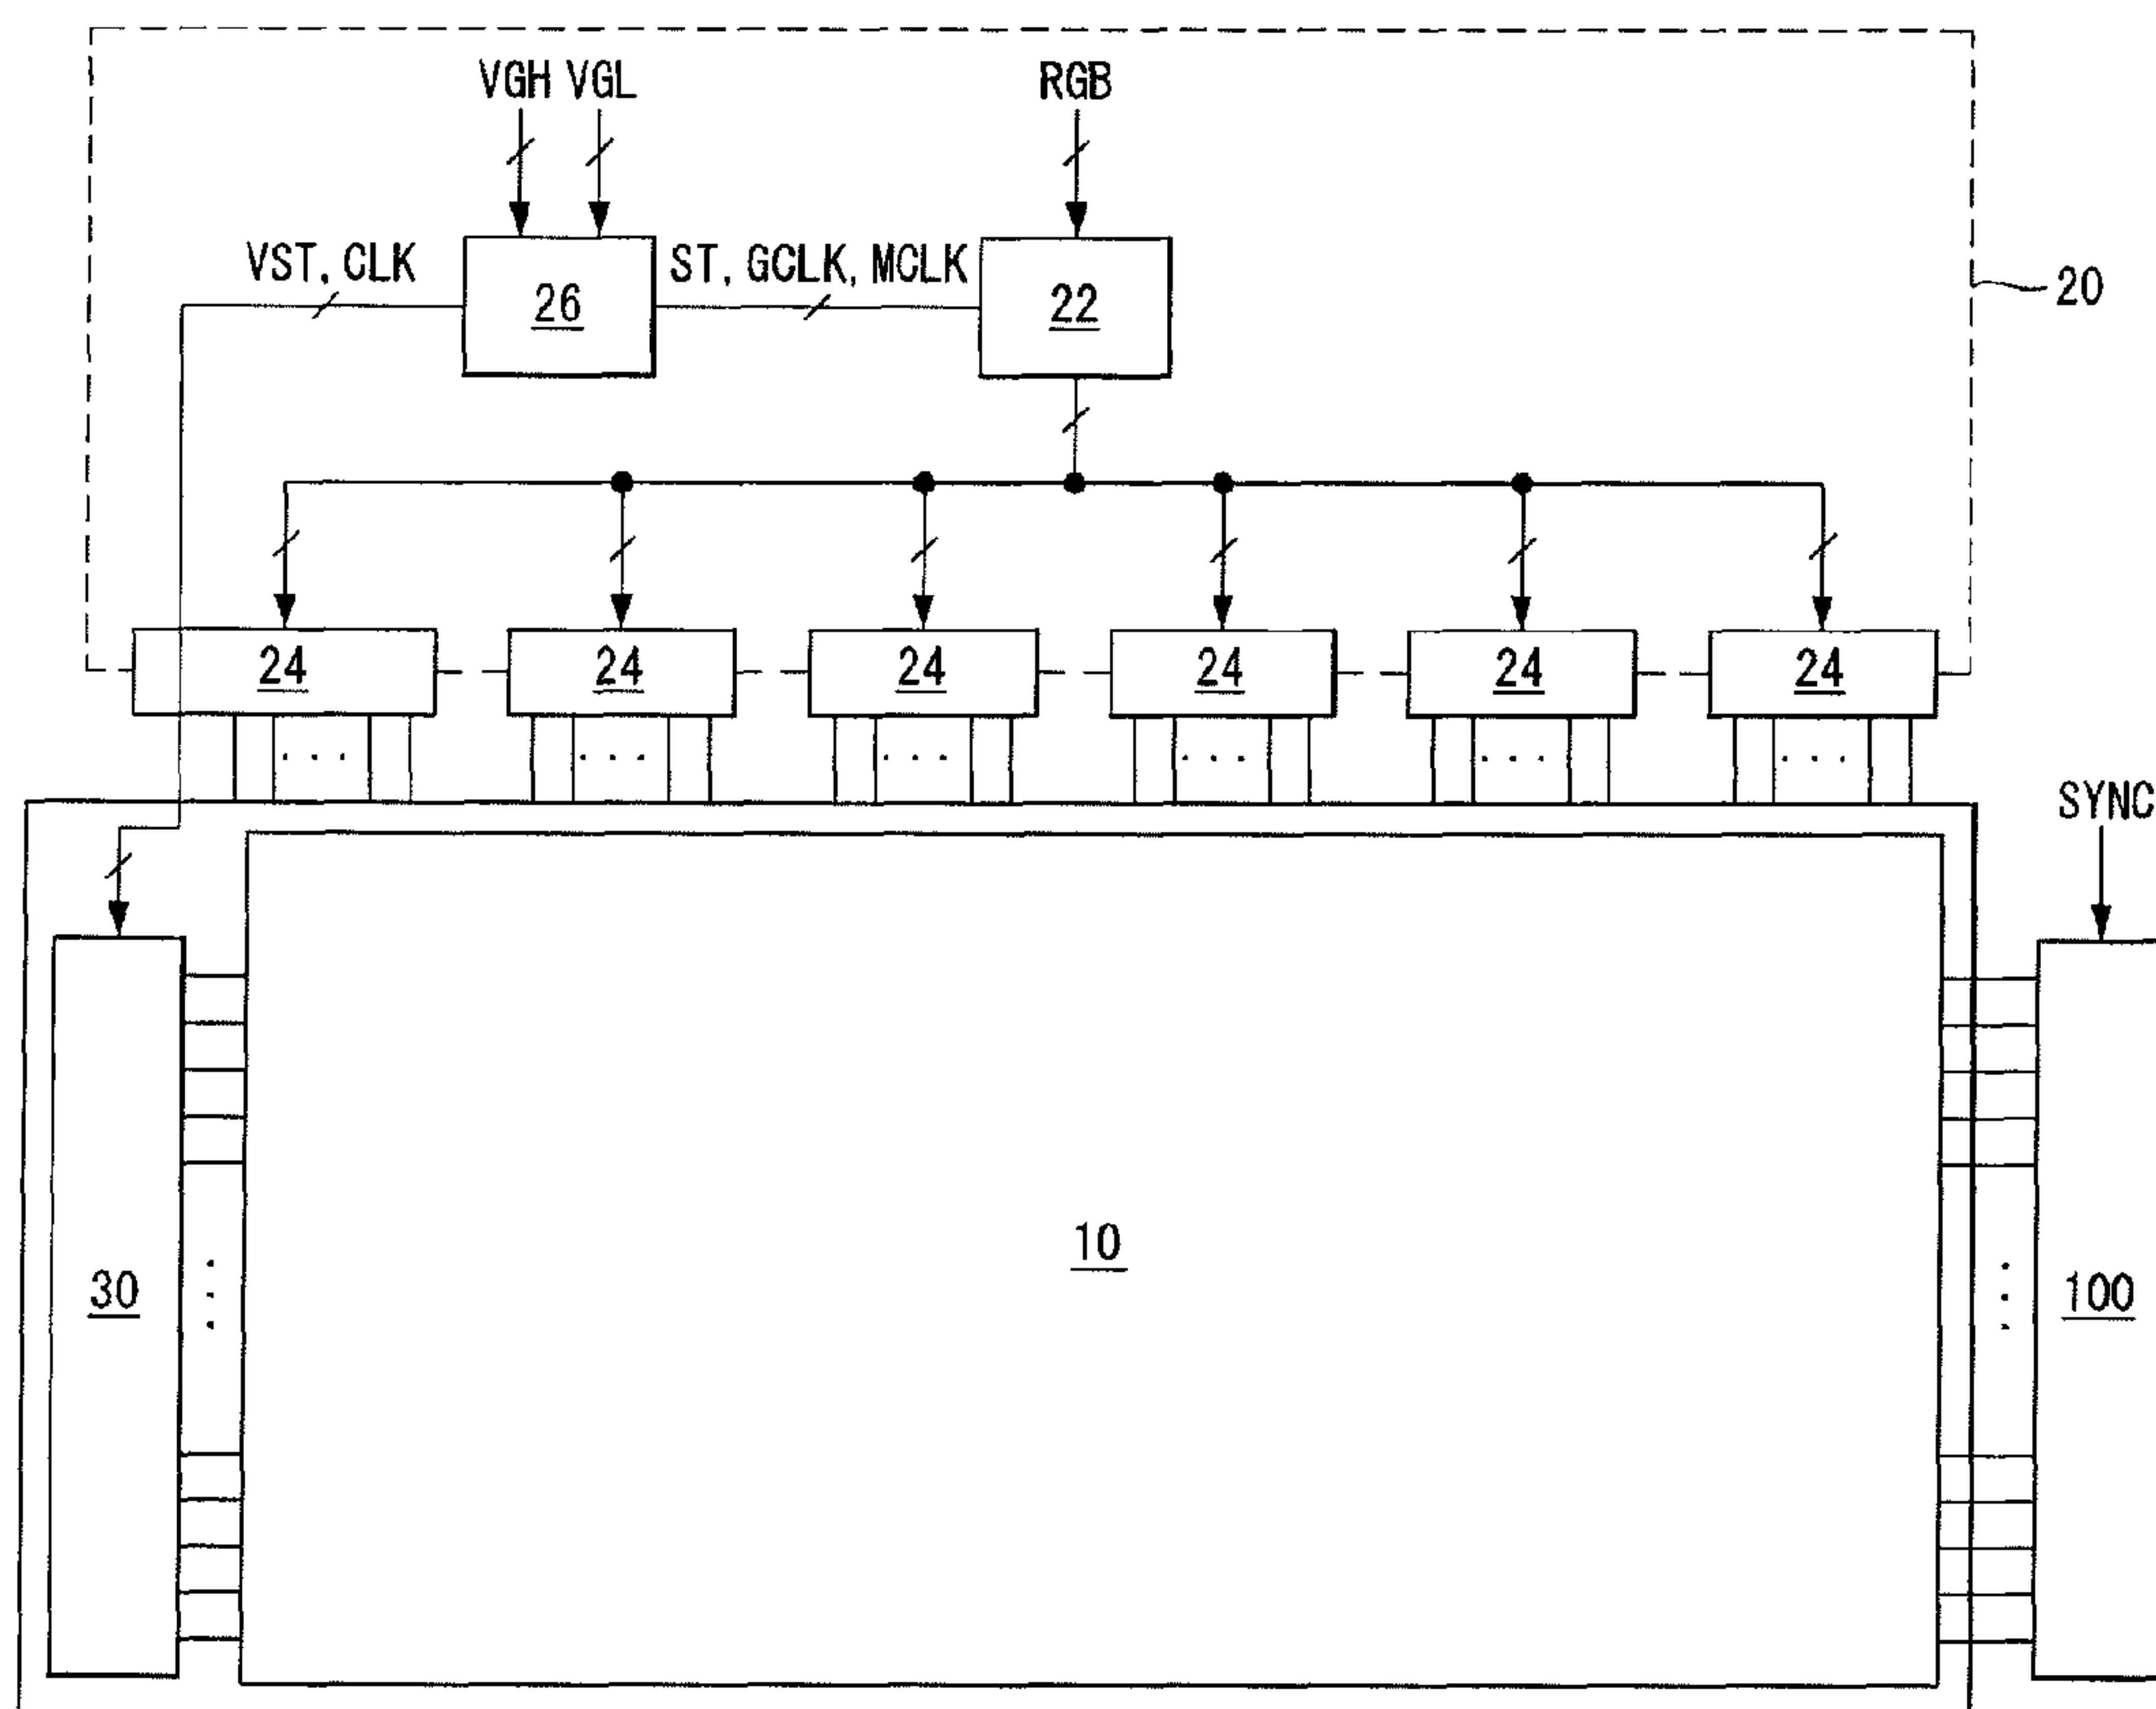 VGH VGL
RGB
VST, CLK
ST, GCLK, MCLK
26
22
20
24
24
24
24
24
24
SYNC
10
30
100